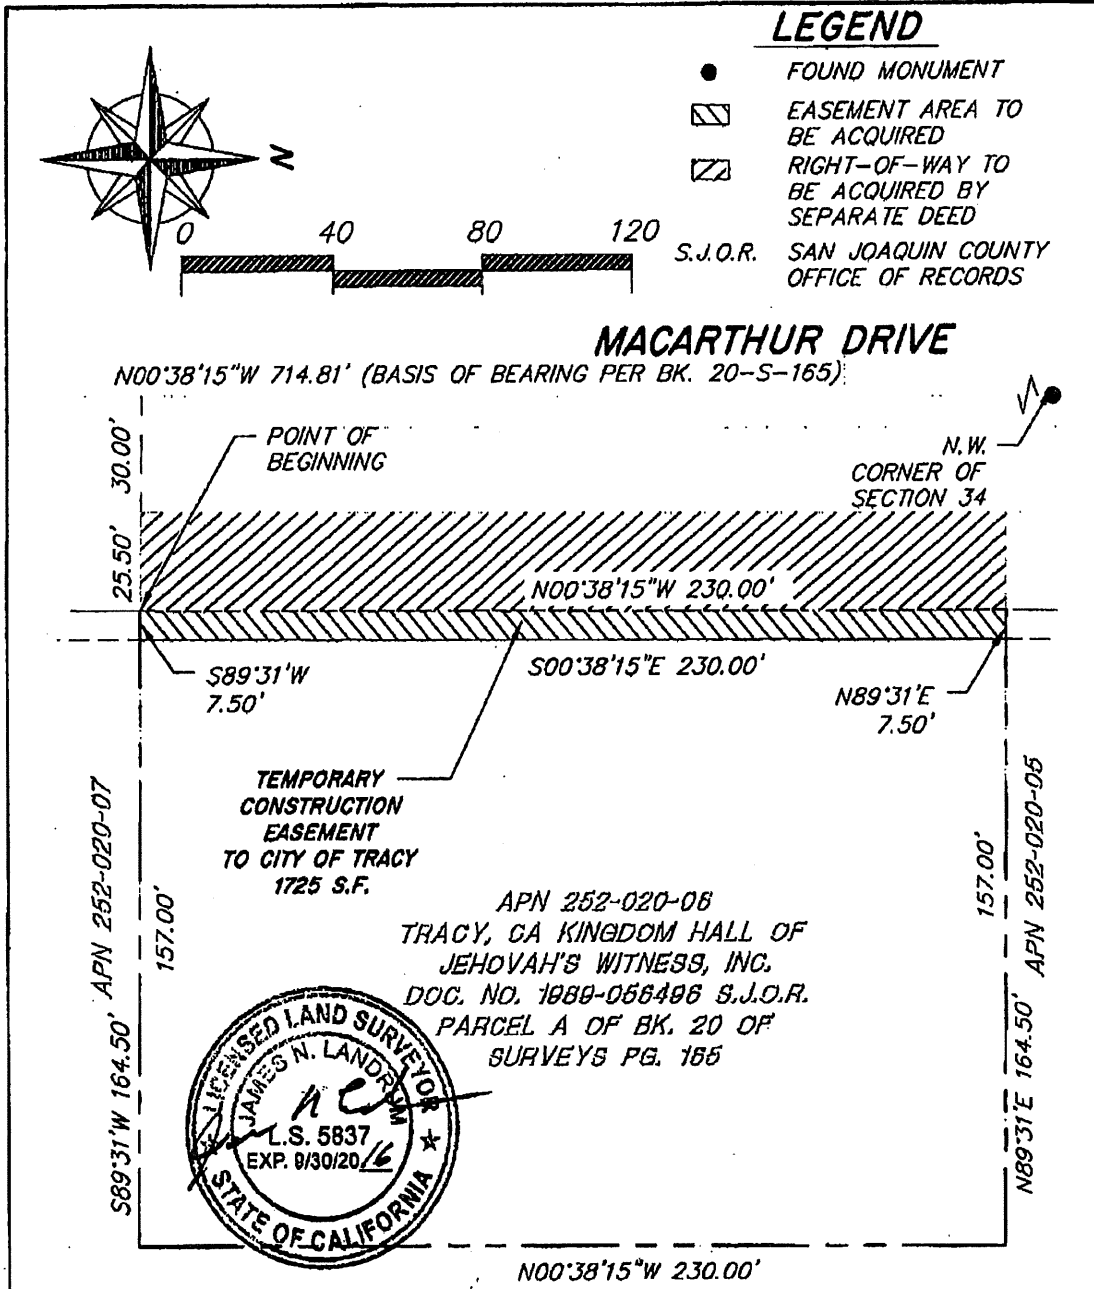 LEGEND
FOUND MONUMENT
EASEMENT AREA TO
BE ACQUIRED
RIGHT-OF-WAY TO
BE ACQUIRED BY
SEPARATE DEED
S.J.O.R. SAN JOAQUIN COUNTY
OFFICE OF RECORDS
N
0 40 80 120
MACARTHUR DRIVE
N00°38'15"W 714.81' (BASIS OF BEARING PER BK. 20-S-165)
30.00'
25.50'
POINT OF
BEGINNING
N.W.
CORNER OF
SECTION 34
N00°38'15"W 230.00'
S00°38'15"E 230.00'
S89°31'W
7.50'
N89°31'E
7.50'
TEMPORARY
CONSTRUCTION
EASEMENT
TO CITY OF TRACY
1725 S.F.
APN 252-020-07
157.00'
S89°31'W 164.50'
APN 252-020-06
TRACY, CA KINGDOM HALL OF
JEHOVAH'S WITNESS, INC.
DOC. NO. 1989-056496 S.J.O.R.
PARCEL A OF BK. 20 OF
SURVEYS PG. 165
157.00'
APN 252-020-05
N89°31'E 164.50'
LICENSED LAND SURVEYOR
JAMES N. LANDRUM
L.S. 5837
EXP. 9/30/2016
STATE OF CALIFORNIA
N00°38'15"W 230.00'